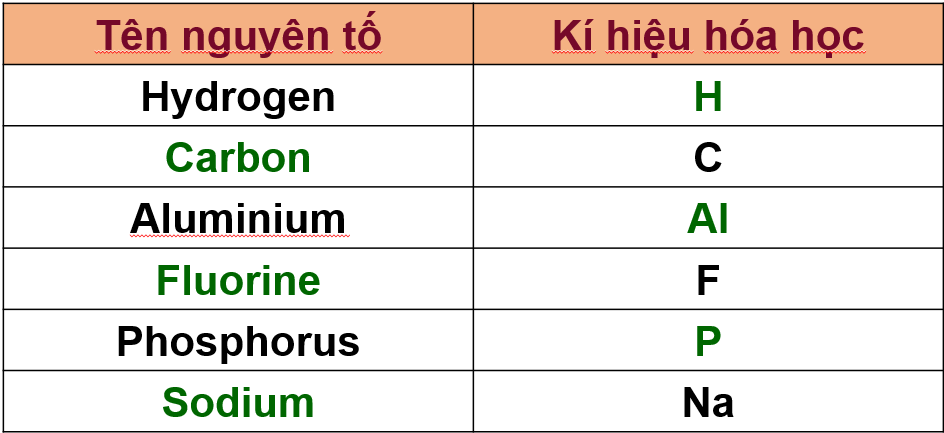 Tên nguyên tố Kí hiệu hóa học
Hydrogen H
Carbon C
Aluminium Al
Fluorine F
Phosphorus P
Sodium Na